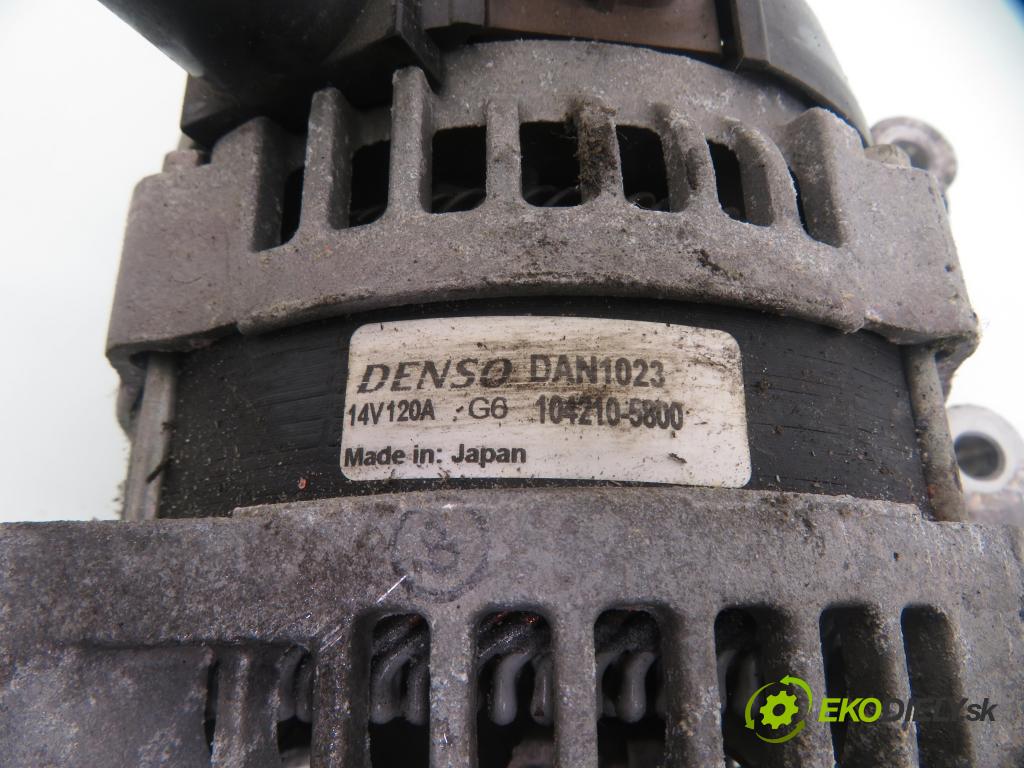 DENSO DAN1023
14V120A G6 104210-5800
Made in: Japan
EKODIELY.sk